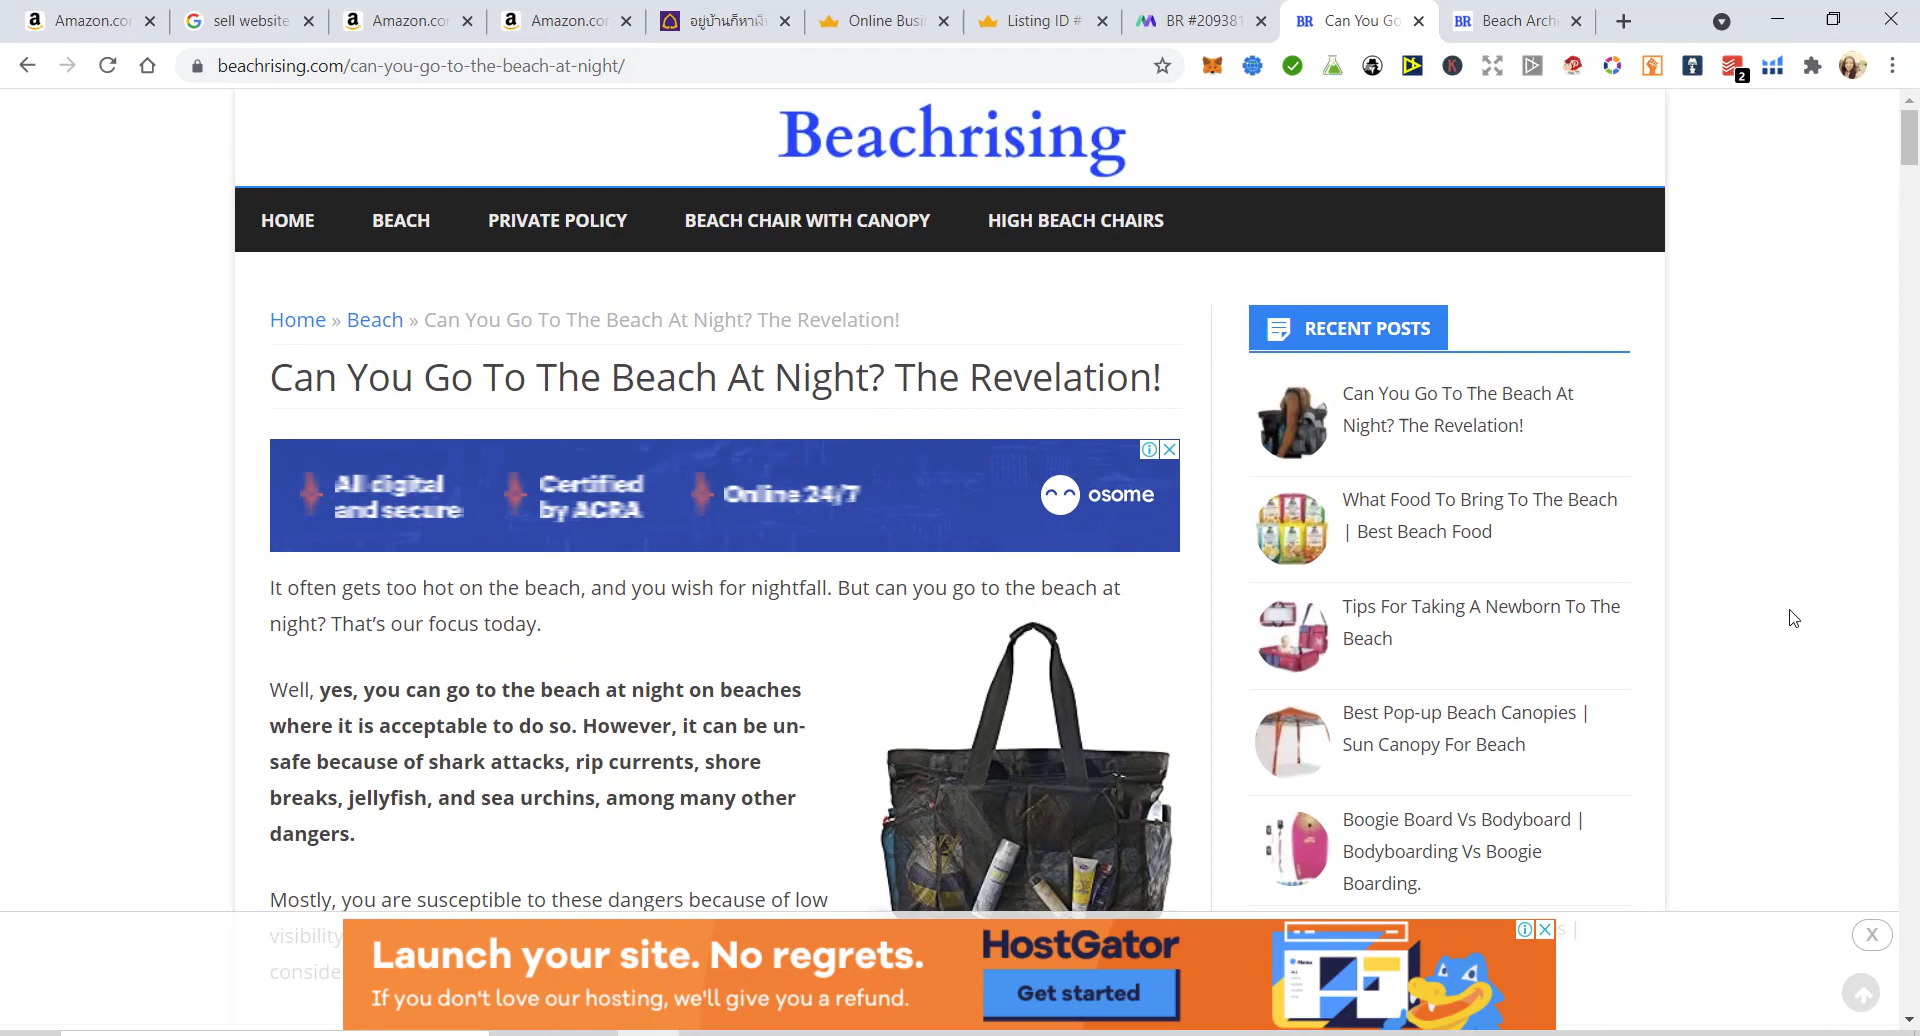 Amazon.co
sell website
Amazon.co
Amazon.co
อยู่บ้านก็หาเงิ
Online Busi
Listing ID #
BR #209381
BR Can You Go
BR Beach Arch
beachrising.com/can-you-go-to-the-beach-at-night/
2
Beachrising
HOME BEACH PRIVATE POLICY BEACH CHAIR WITH CANOPY HIGH BEACH CHAIRS
Home » Beach » Can You Go To The Beach At Night? The Revelation!
Can You Go To The Beach At Night? The Revelation!
All digital
and secure
Certified
by ACRA
Online 24/7
osome
It often gets too hot on the beach, and you wish for nightfall. But can you go to the beach at
night? That’s our focus today.
Well, yes, you can go to the beach at night on beaches
where it is acceptable to do so. However, it can be un-
safe because of shark attacks, rip currents, shore
breaks, jellyfish, and sea urchins, among many other
dangers.
Mostly, you are susceptible to these dangers because of low
visibility
conside
RECENT POSTS
Can You Go To The Beach At
Night? The Revelation!
What Food To Bring To The Beach
| Best Beach Food
Tips For Taking A Newborn To The
Beach
Best Pop-up Beach Canopies |
Sun Canopy For Beach
Boogie Board Vs Bodyboard |
Bodyboarding Vs Boogie
Boarding.
s |
Launch your site. No regrets.
If you don't love our hosting, we'll give you a refund.
HostGator
Get started
X